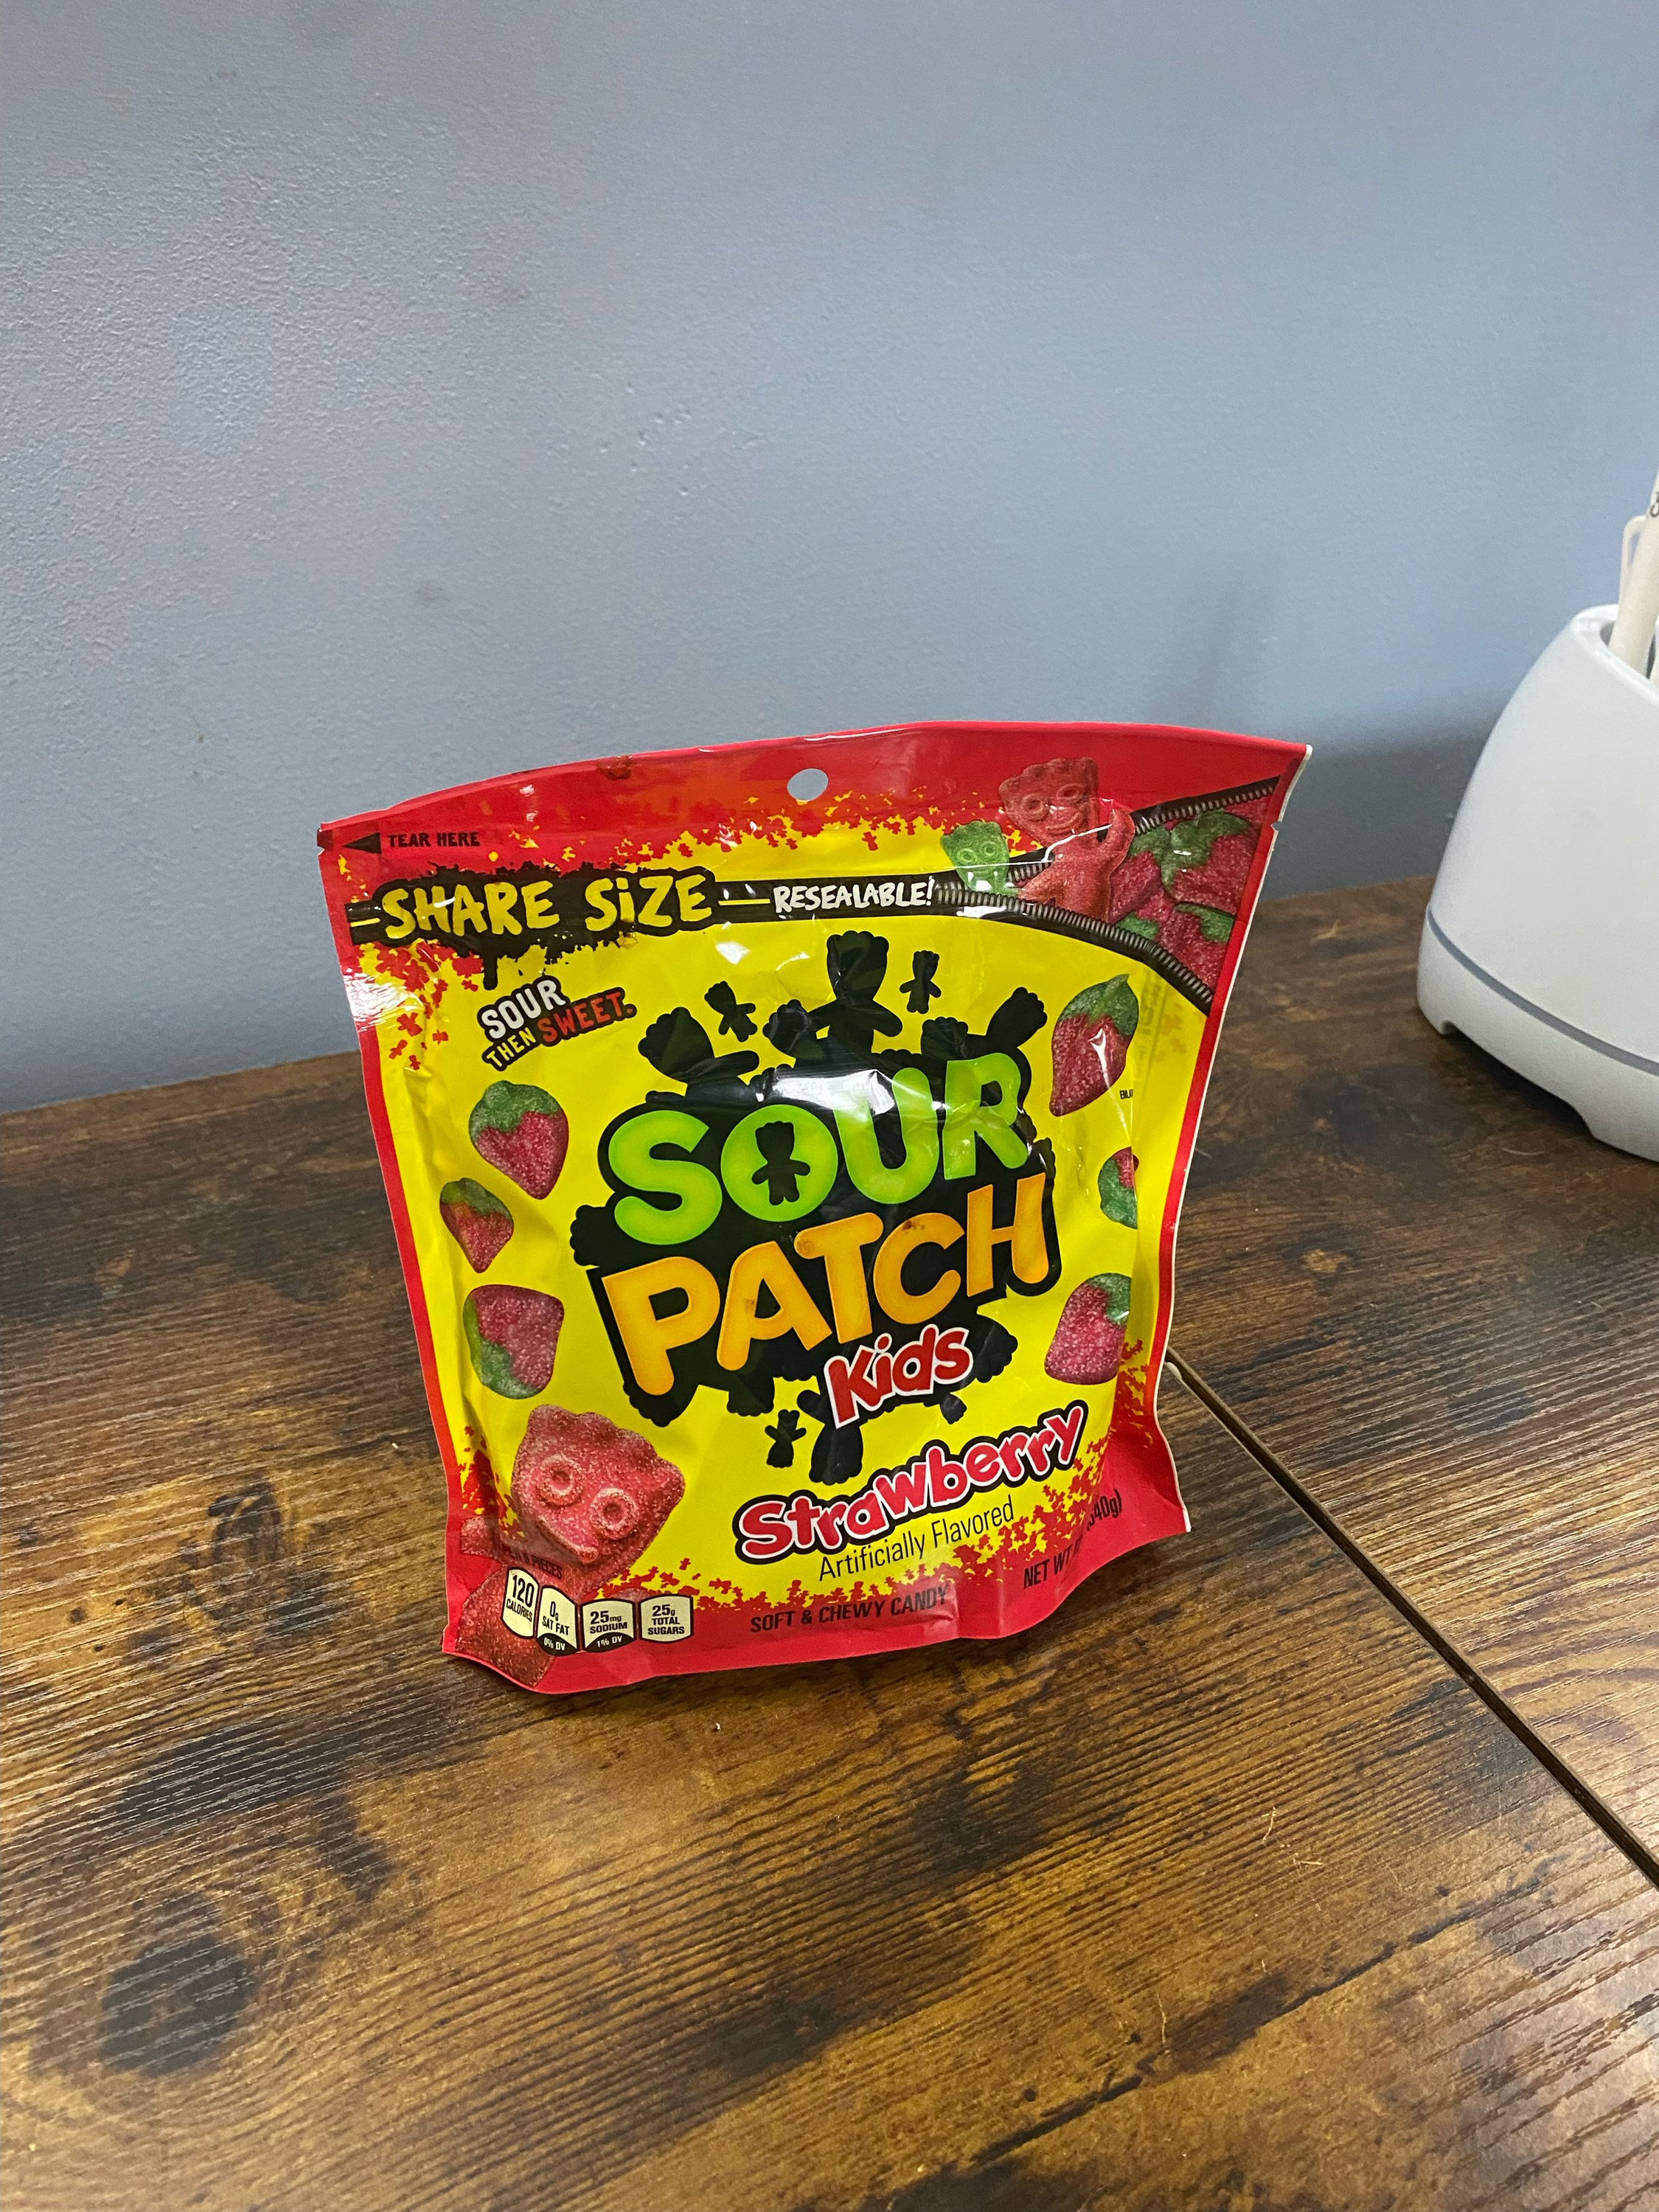 TEAR HERE
SHARE SiZE
RESEALABLE!
SOUR
THEN SWEET.
SOUR
PATCH
Kids
Strawberry
Artificially Flavored
PIECES
120
CALORIES
0g
SAT FAT
0% DV
25mg
SODIUM
1% DV
25g
TOTAL
SUGARS
SOFT & CHEWY CANDY
NET WT